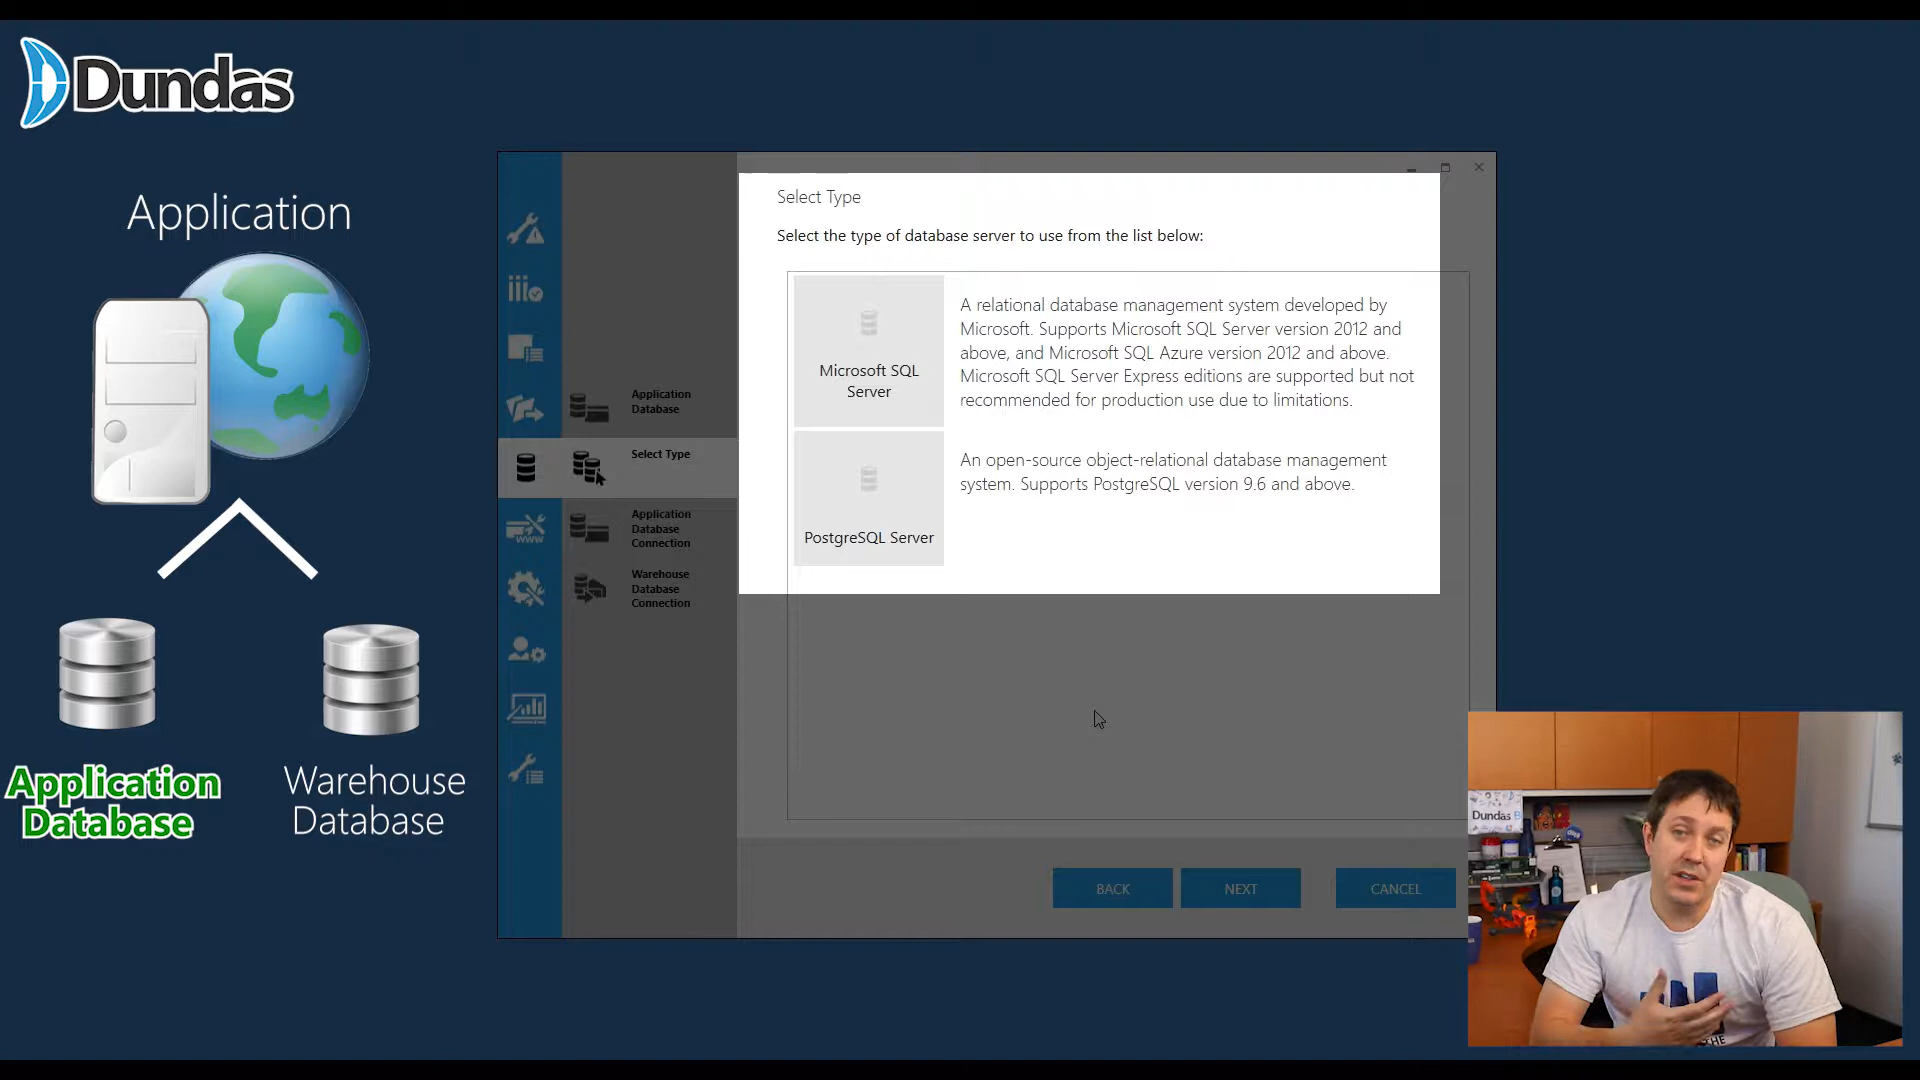 Dundas
Application
Application
Database
Warehouse
Database
Application
Database
Select Type
Application
Database
Connection
Warehouse
Database
Connection
www
Select Type
Select the type of database server to use from the list below:
Microsoft SQL
Server
A relational database management system developed by
Microsoft. Supports Microsoft SQL Server version 2012 and
above, and Microsoft SQL Azure version 2012 and above.
Microsoft SQL Server Express editions are supported but not
recommended for production use due to limitations.
PostgreSQL Server
An open-source object-relational database management
system. Supports PostgreSQL version 9.6 and above.
BACK
NEXT
CANCEL
Dundas B